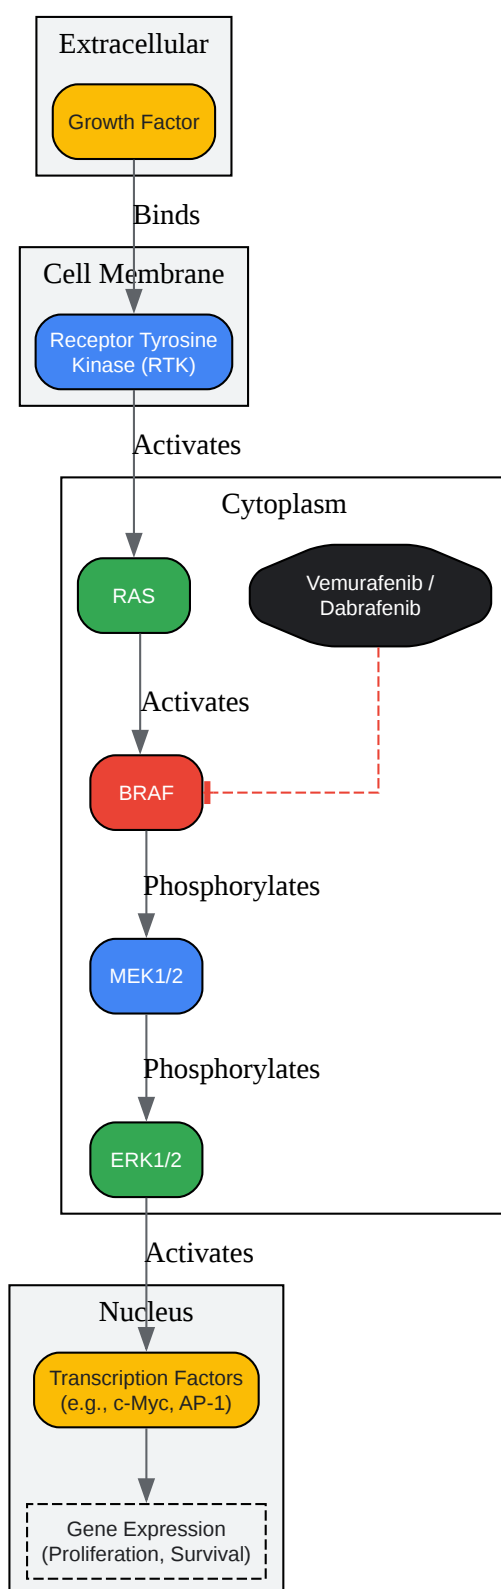 Extracellular
Growth Factor
Binds
Cell Membrane
Receptor Tyrosine
Kinase (RTK)
Activates
Cytoplasm
RAS
Vemurafenib /
Dabrafenib
Activates
BRAF
Phosphorylates
MEK1/2
Phosphorylates
ERK1/2
Activates
Nucleus
Transcription Factors
(e.g., c-Myc, AP-1)
Gene Expression
(Proliferation, Survival)